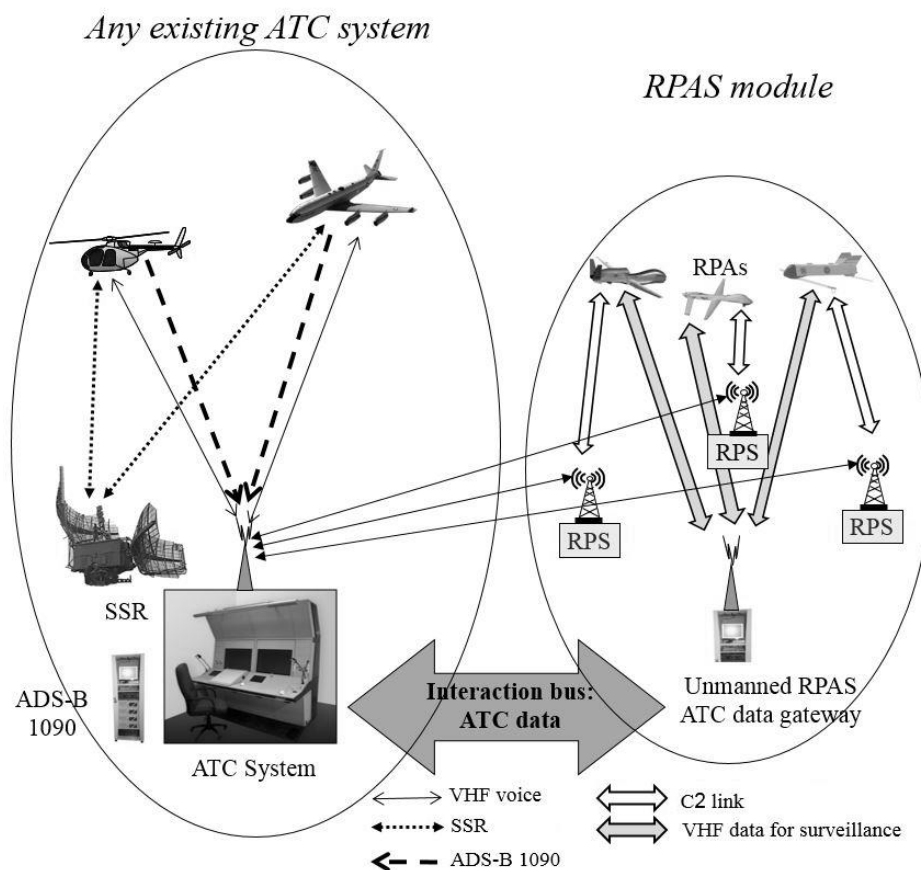 Any existing ATC system
RPAS module
RPAs
RPS
RPS
RPS
SSR
ADS-B
1090
ATC System
Interaction bus:
ATC data
Unmanned RPAS
ATC data gateway
VHF voice
SSR
ADS-B 1090
C2 link
VHF data for surveillance